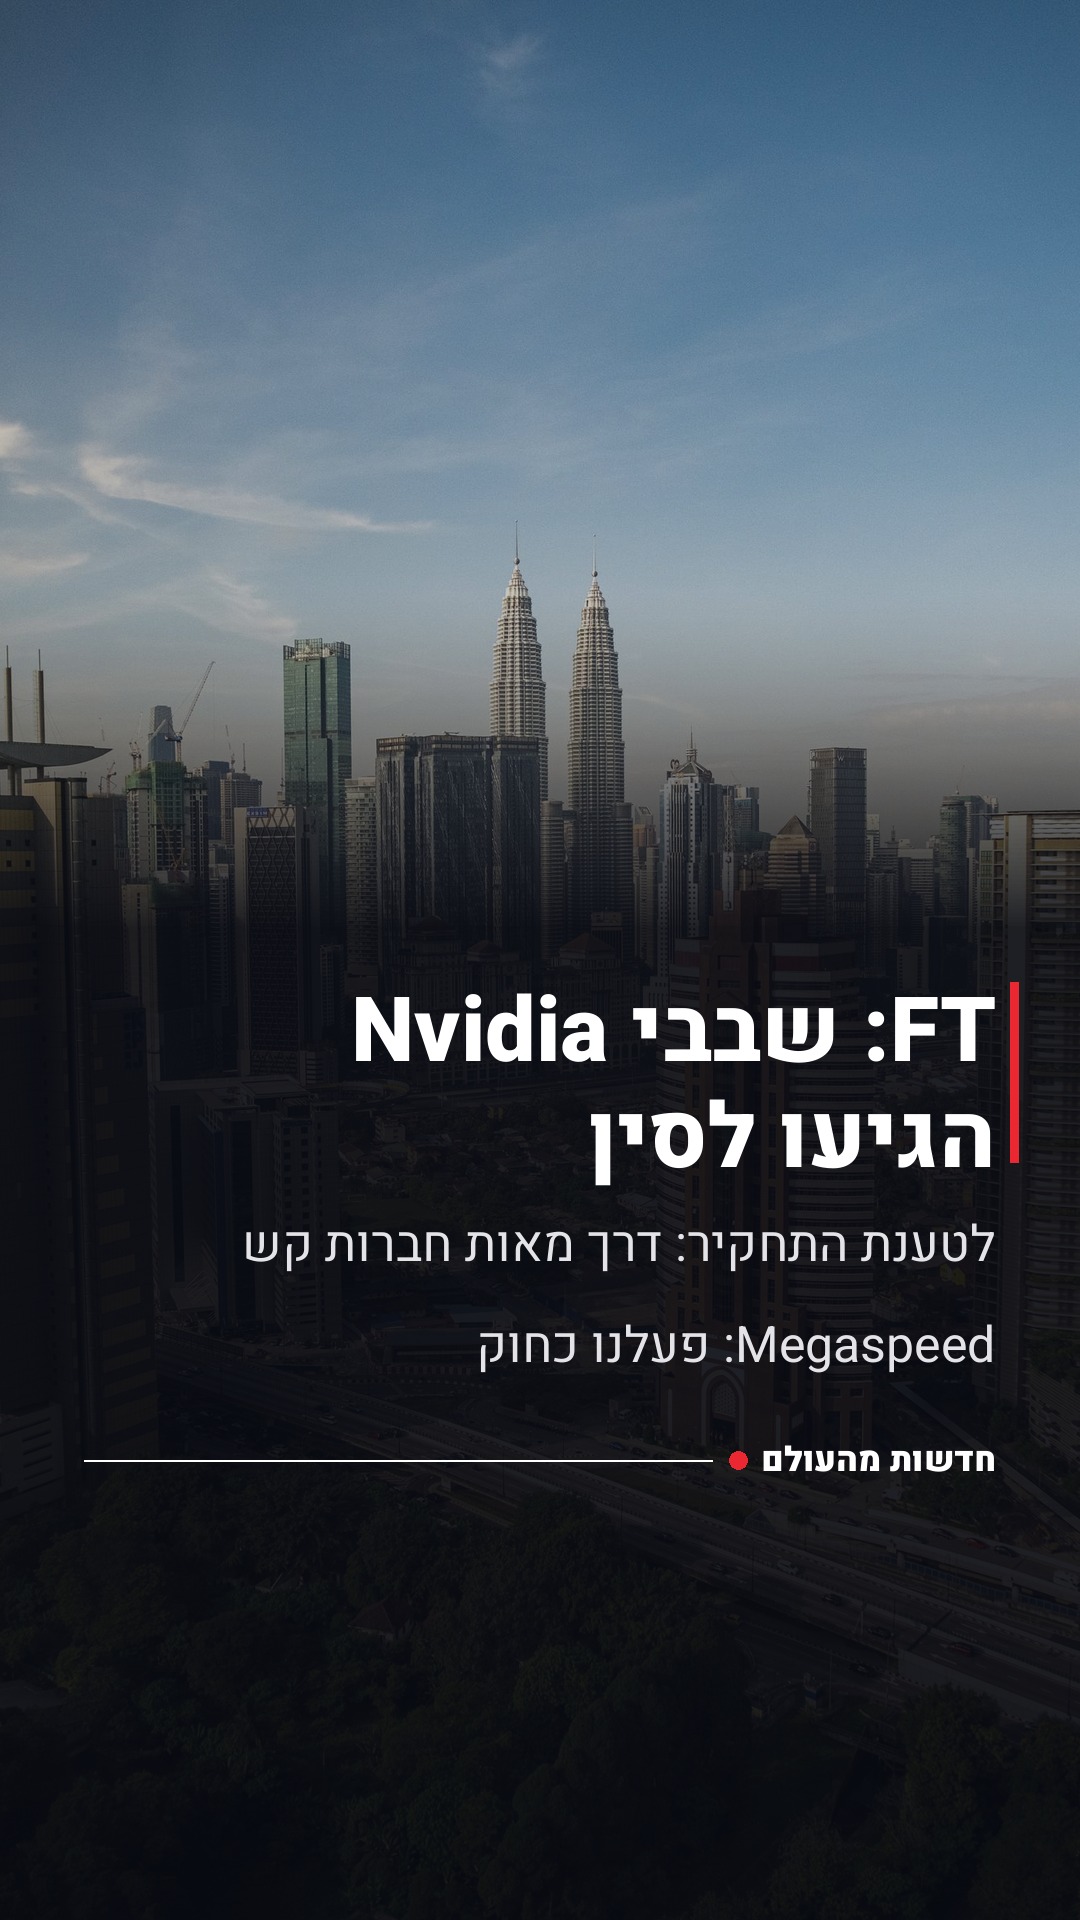 FT: שבבי Nvidia
הגיעו לסין
לטענת התחקיר: דרך מאות חברות קש
Megaspeed: פעלנו כחוק
חדשות מהעולם